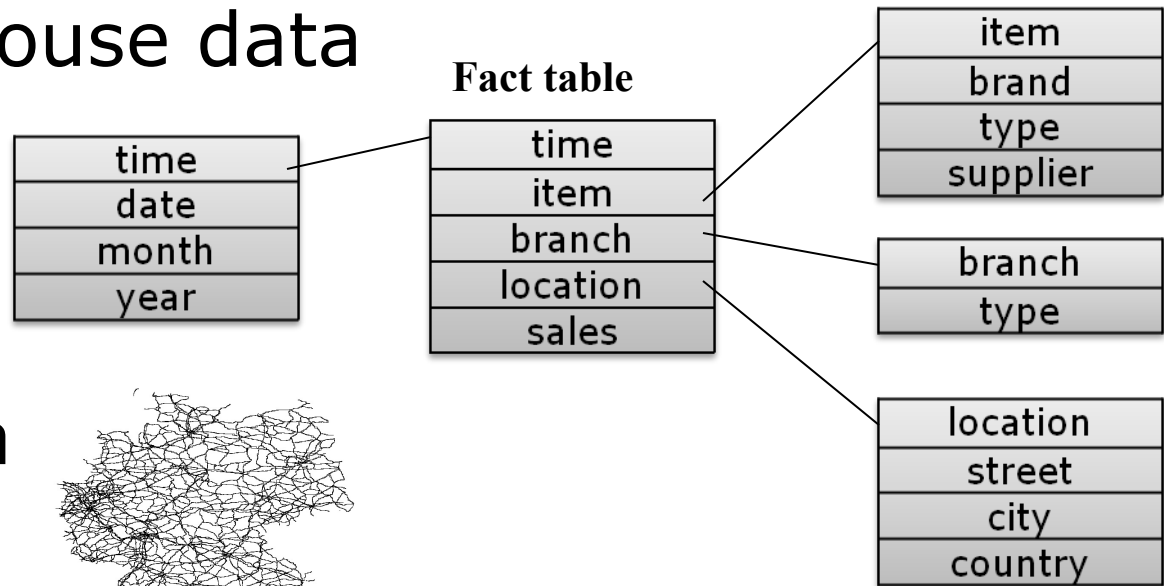 ouse data
Fact table
time
date
month
year
time
item
branch
location
sales
item
brand
type
supplier
branch
type
location
street
city
country